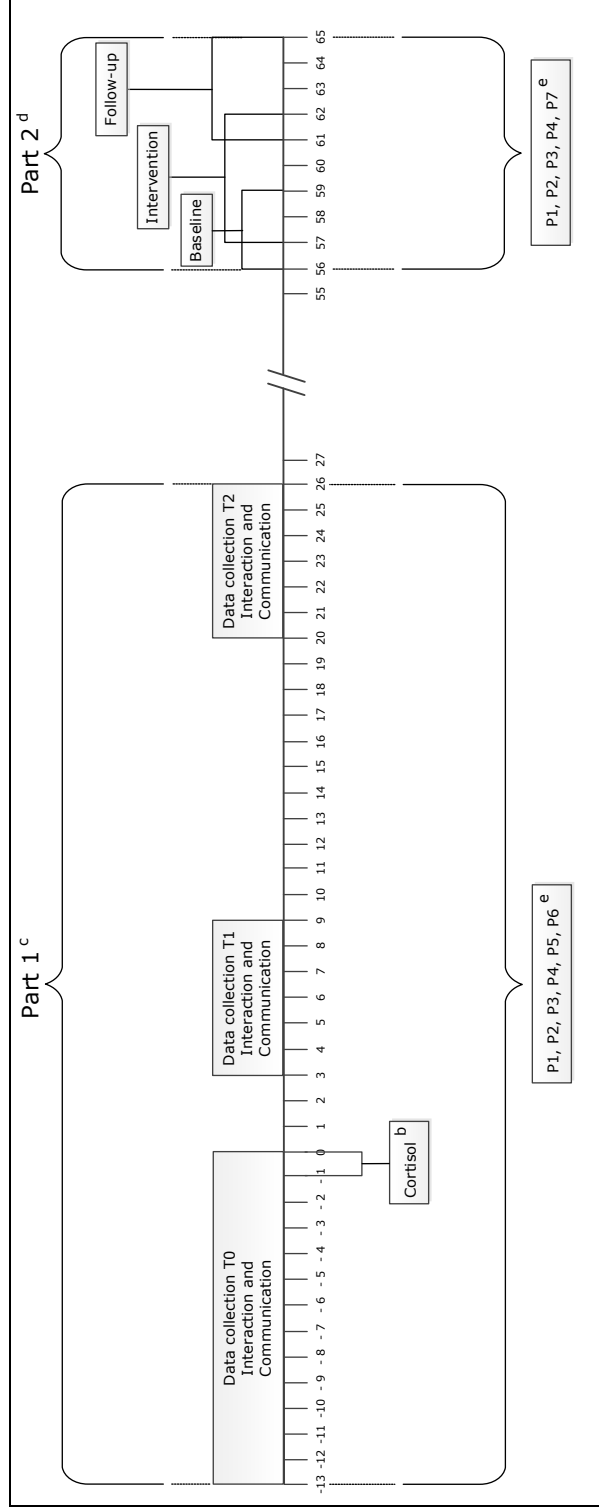 Part 1 c
Part 2 d
Follow-up
Intervention
Baseline
Data collection T0
Interaction and
Communication
Data collection T1
Interaction and
Communication
Data collection T2
Interaction and
Communication
-13 -12 -11 -10 - 9 - 8 - 7 - 6 - 5 - 4 - 3 - 2 - 1 0 1 2 3 4 5 6 7 8 9 10 11 12 13 14 15 16 17 18 19 20 21 22 23 24 25 26 27 55 56 57 58 59 60 61 62 63 64 65
Cortisol b
P1, P2, P3, P4, P5, P6 e
P1, P2, P3, P4, P7 e